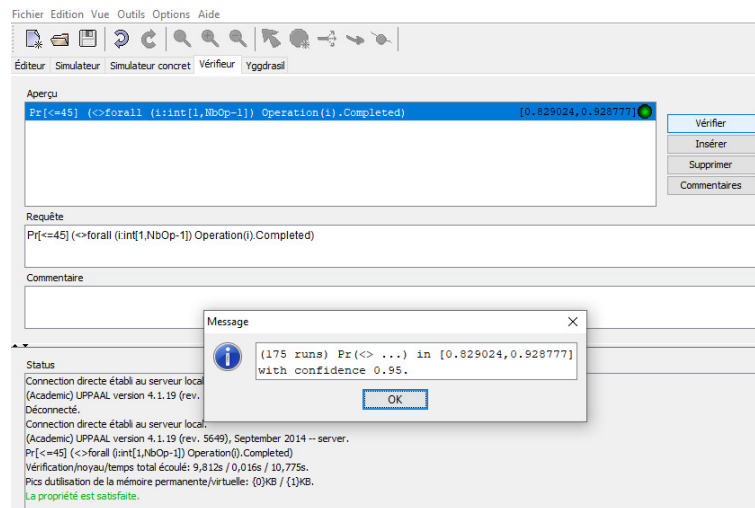 Fichier Edition Vue Outils Options Aide
Éditeur Simulateur Simulateur concret Vérifieur Yggdrasil
Aperçu
Pr[<=45] (<>forall (i:int[1,NbOp-1]) Operation(i).Completed) [0.829024,0.928777]
Vérifier
Insérer
Supprimer
Commentaires
Requête
Pr[<=45] (<>forall (i:int[1,NbOp-1]) Operation(i).Completed)
Commentaire
Message
(175 runs) Pr(<> ...) in [0.829024,0.928777]
with confidence 0.95.
OK
Status
Connection directe établi au serveur local
(Academic) UPPAAL version 4.1.19 (rev.
Déconnecté.
Connection directe établi au serveur local.
(Academic) UPPAAL version 4.1.19 (rev. 5649), September 2014 -- server.
Pr[<=45] (<>forall (i:int[1,NbOp-1]) Operation(i).Completed)
Vérification/noyau/temps total écoulé: 9,812s / 0,016s / 10,775s.
Pics dutilisation de la mémoire permanente/virtuelle: {0}KB / {1}KB.
La propriété est satisfaite.